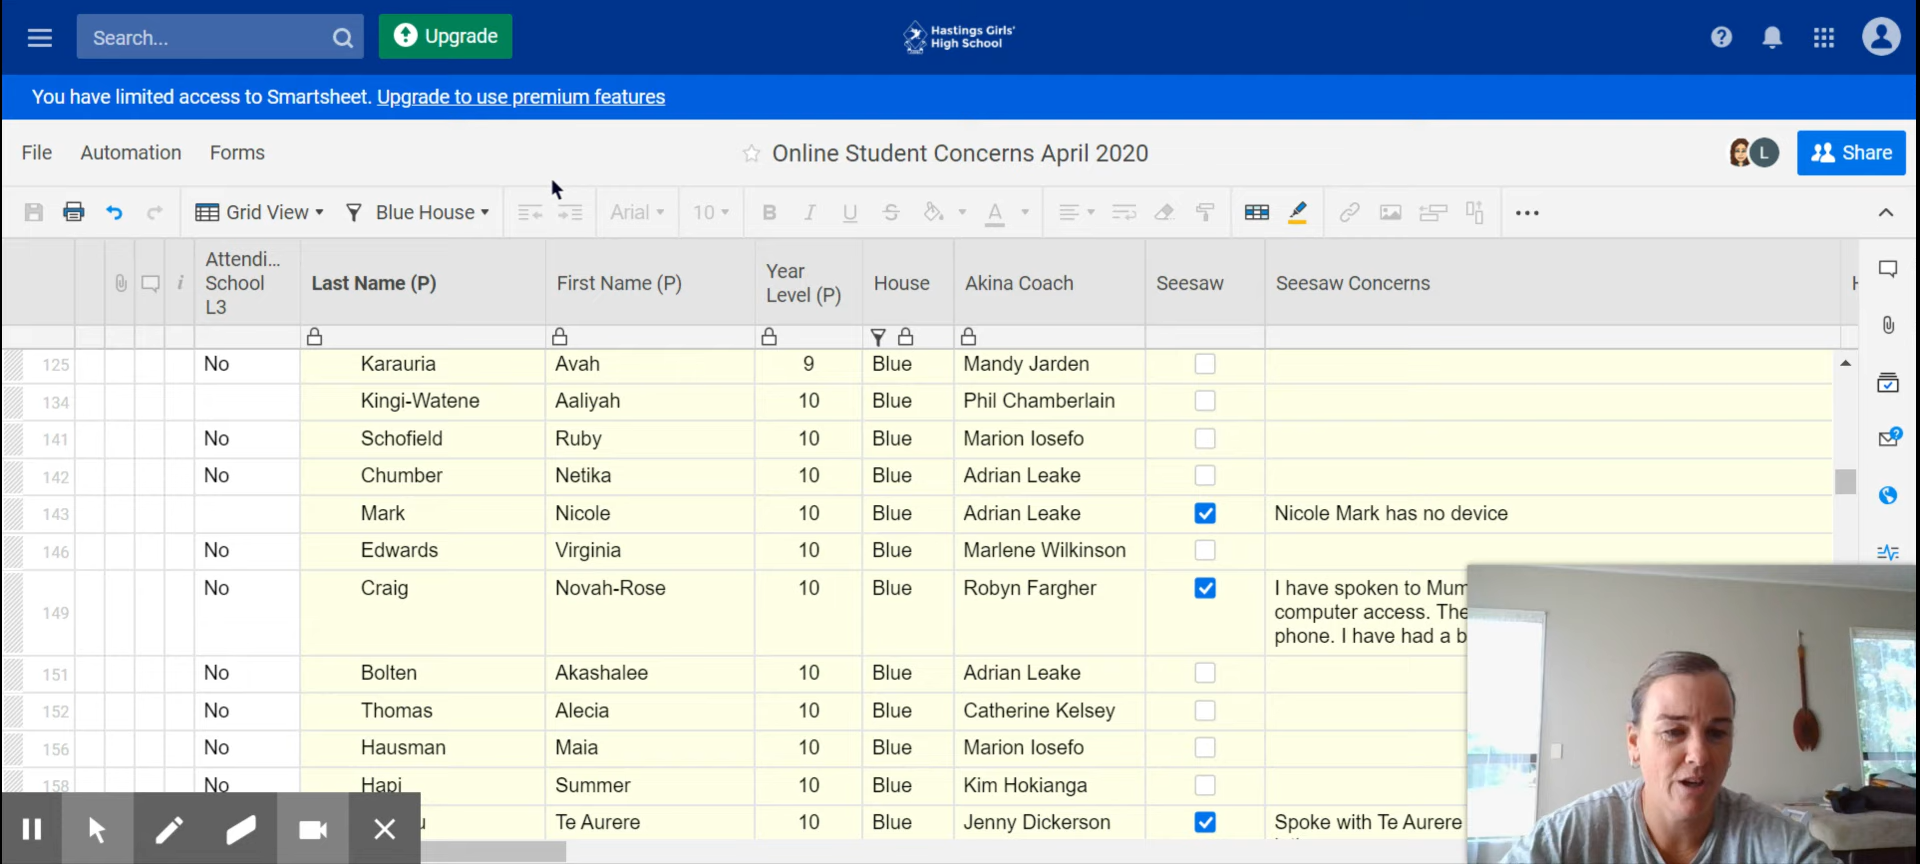 Search...
Upgrade
Hastings Girls'
High School
You have limited access to Smartsheet. Upgrade to use premium features
File Automation Forms
Online Student Concerns April 2020
L
Share
Grid View
Blue House
Arial
10
B I U S A
Attendi...
School
L3
Last Name (P)
First Name (P)
Year
Level (P)
House
Akina Coach
Seesaw
Seesaw Concerns
125 No Karauria Avah 9 Blue Mandy Jarden
134 Kingi-Watene Aaliyah 10 Blue Phil Chamberlain
141 No Schofield Ruby 10 Blue Marion Iosefo
142 No Chumber Netika 10 Blue Adrian Leake
143 Mark Nicole 10 Blue Adrian Leake Nicole Mark has no device
146 No Edwards Virginia 10 Blue Marlene Wilkinson
149 No Craig Novah-Rose 10 Blue Robyn Fargher I have spoken to Mum
computer access. The
phone. I have had a b
151 No Bolten Akashalee 10 Blue Adrian Leake
152 No Thomas Alecia 10 Blue Catherine Kelsey
156 No Hausman Maia 10 Blue Marion Iosefo
158 No Hapi Summer 10 Blue Kim Hokianga
Te Aurere 10 Blue Jenny Dickerson Spoke with Te Aurere